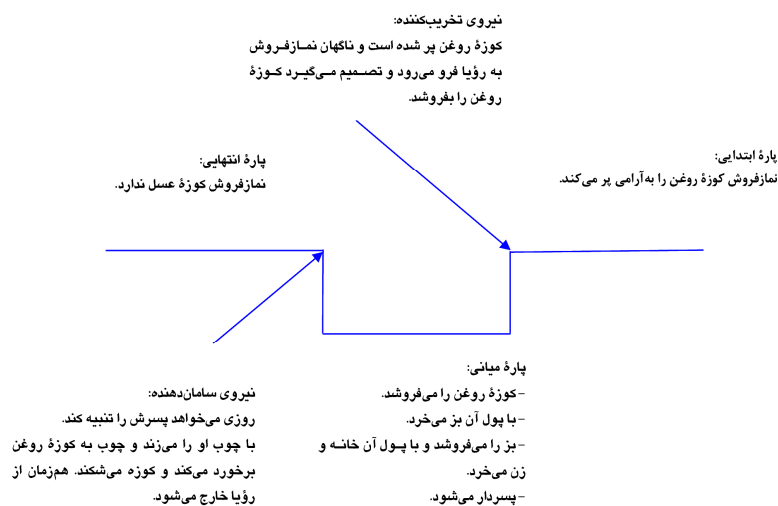 نیروی تخریب‌کننده:
کوزهٔ روغن پر شده است و ناگهان نمازفروش
به رؤیا فرو می‌رود و تصمیم می‌گیرد کوزهٔ
روغن را بفروشد.
پارهٔ ابتدایی:
نمازفروش کوزهٔ روغن را به‌آرامی پر می‌کند.
پارهٔ انتهایی:
نمازفروش کوزهٔ عسل ندارد.
پارهٔ میانی:
-کوزهٔ روغن را می‌فروشد.
-با پول آن بز می‌خرد.
-بز را می‌فروشد و با پول آن خانه و
زن می‌خرد.
-پسردار می‌شود.
نیروی سامان‌دهنده:
روزی می‌خواهد پسرش را تنبیه کند.
با چوب او را می‌زند و چوب به کوزهٔ روغن
برخورد می‌کند و کوزه می‌شکند. هم‌زمان از
رؤیا خارج می‌شود.